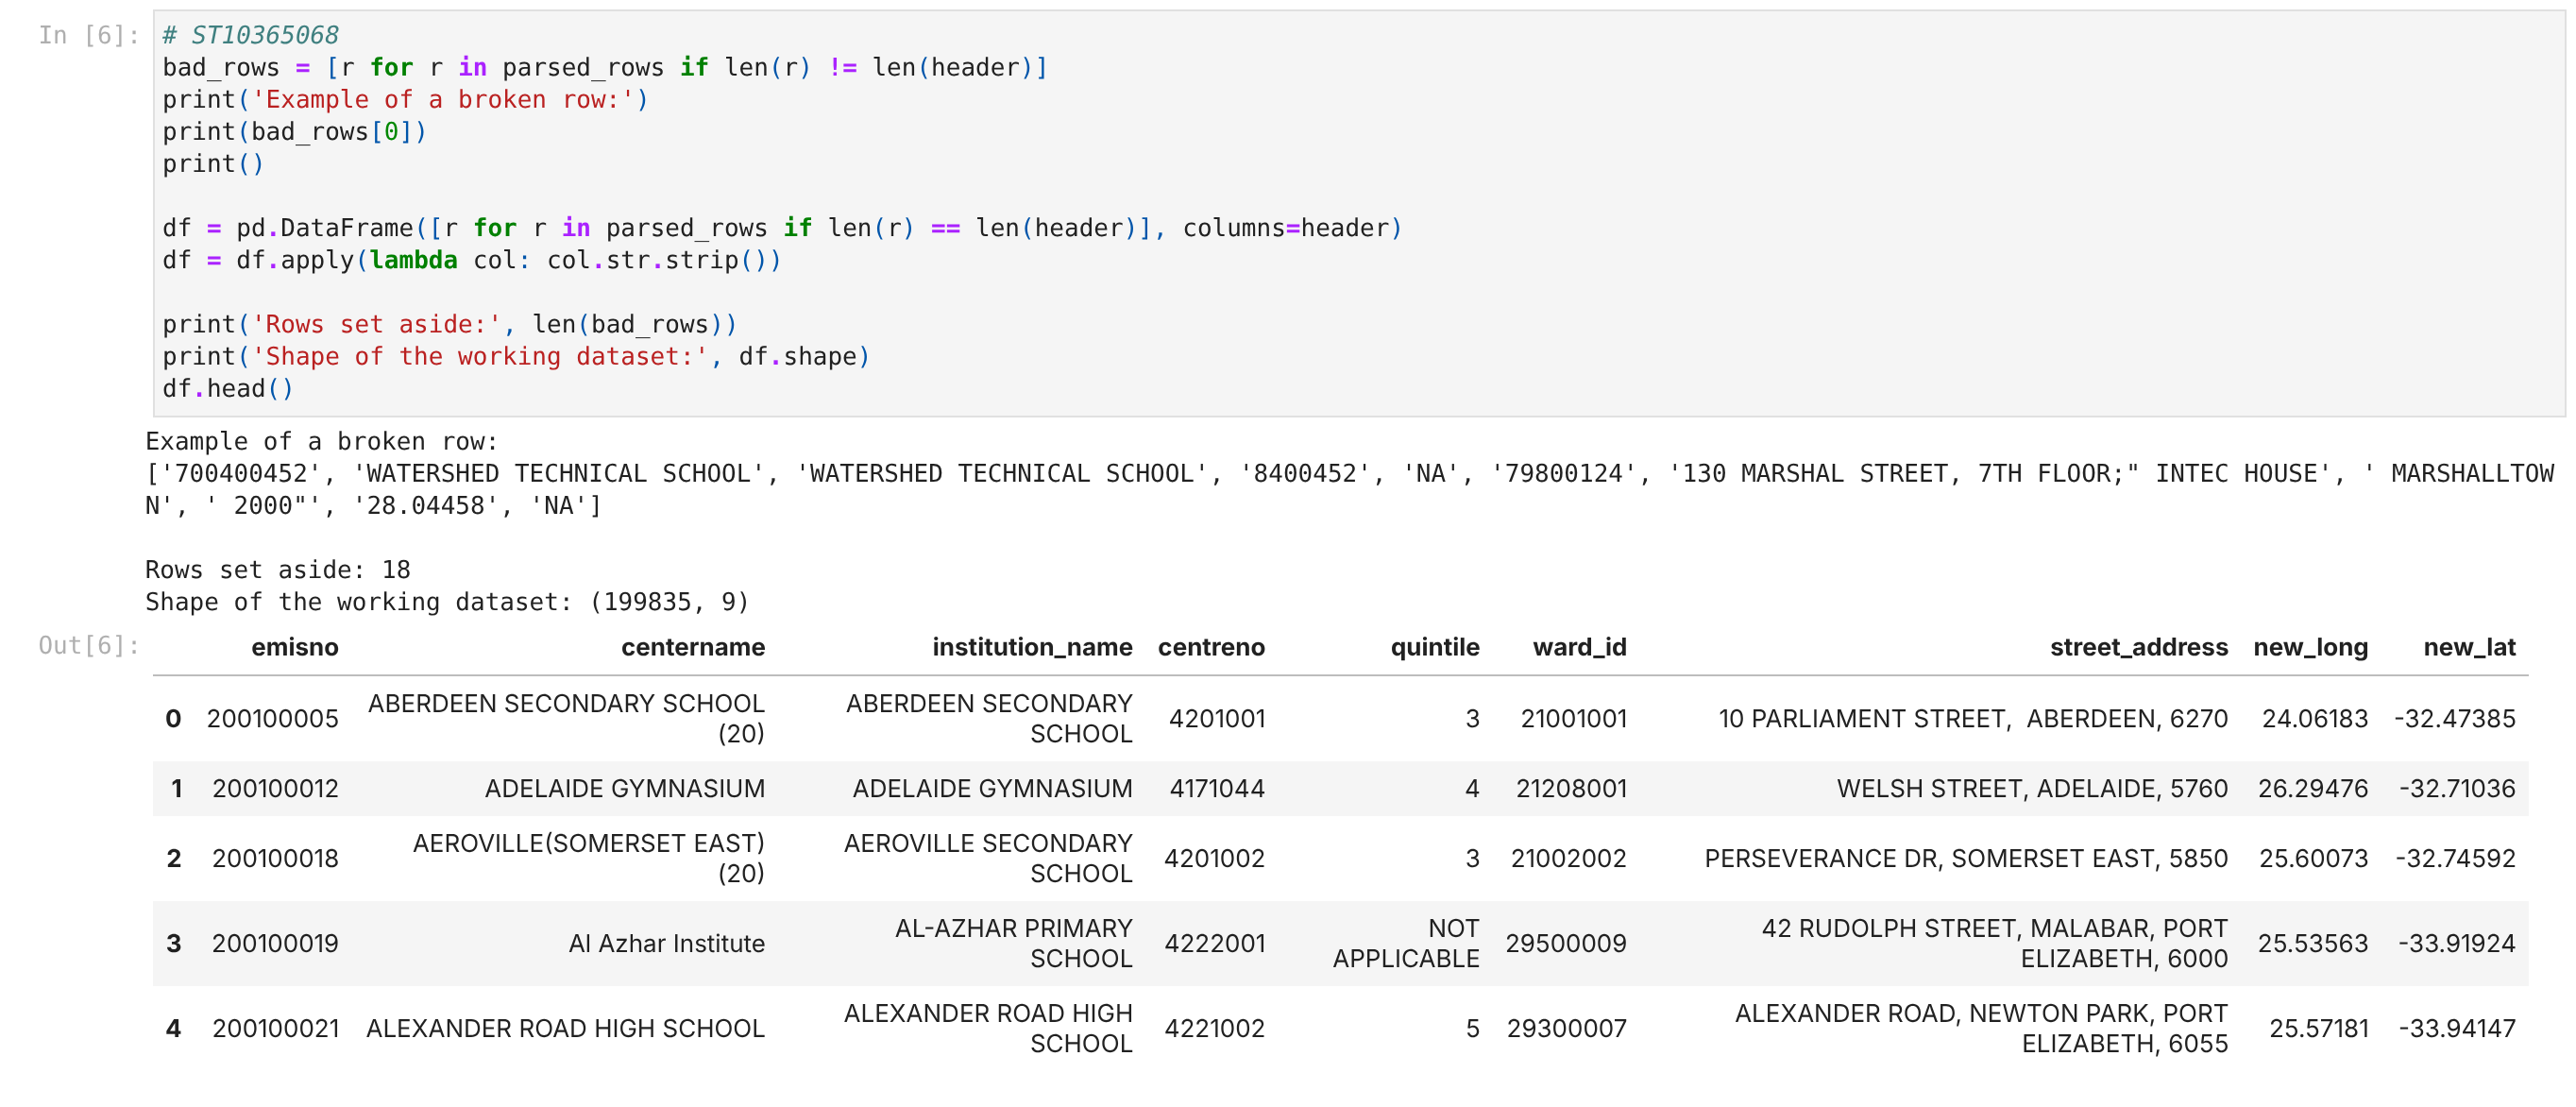 In [6]:
# ST10365068
bad_rows = [r for r in parsed_rows if len(r) != len(header)]
print('Example of a broken row:')
print(bad_rows[0])
print()
df = pd.DataFrame([r for r in parsed_rows if len(r) == len(header)], columns=header)
df = df.apply(lambda col: col.str.strip())
print('Rows set aside:', len(bad_rows))
print('Shape of the working dataset:', df.shape)
df.head()
Example of a broken row:
['700400452', 'WATERSHED TECHNICAL SCHOOL', 'WATERSHED TECHNICAL SCHOOL', '8400452', 'NA', '79800124', '130 MARSHAL STREET, 7TH FLOOR;" INTEC HOUSE', ' MARSHALLTOW
N', ' 2000"', '28.04458', 'NA']
Rows set aside: 18
Shape of the working dataset: (199835, 9)
Out[6]:
emisno centername institution_name centreno quintile ward_id street_address new_long new_lat
0 200100005 ABERDEEN SECONDARY SCHOOL (20) ABERDEEN SECONDARY SCHOOL 4201001 3 21001001 10 PARLIAMENT STREET,  ABERDEEN, 6270 24.06183 -32.47385
1 200100012 ADELAIDE GYMNASIUM ADELAIDE GYMNASIUM 4171044 4 21208001 WELSH STREET, ADELAIDE, 5760 26.29476 -32.71036
2 200100018 AEROVILLE(SOMERSET EAST) (20) AEROVILLE SECONDARY SCHOOL 4201002 3 21002002 PERSEVERANCE DR, SOMERSET EAST, 5850 25.60073 -32.74592
3 200100019 Al Azhar Institute AL-AZHAR PRIMARY SCHOOL 4222001 NOT APPLICABLE 29500009 42 RUDOLPH STREET, MALABAR, PORT ELIZABETH, 6000 25.53563 -33.91924
4 200100021 ALEXANDER ROAD HIGH SCHOOL ALEXANDER ROAD HIGH SCHOOL 4221002 5 29300007 ALEXANDER ROAD, NEWTON PARK, PORT ELIZABETH, 6055 25.57181 -33.94147